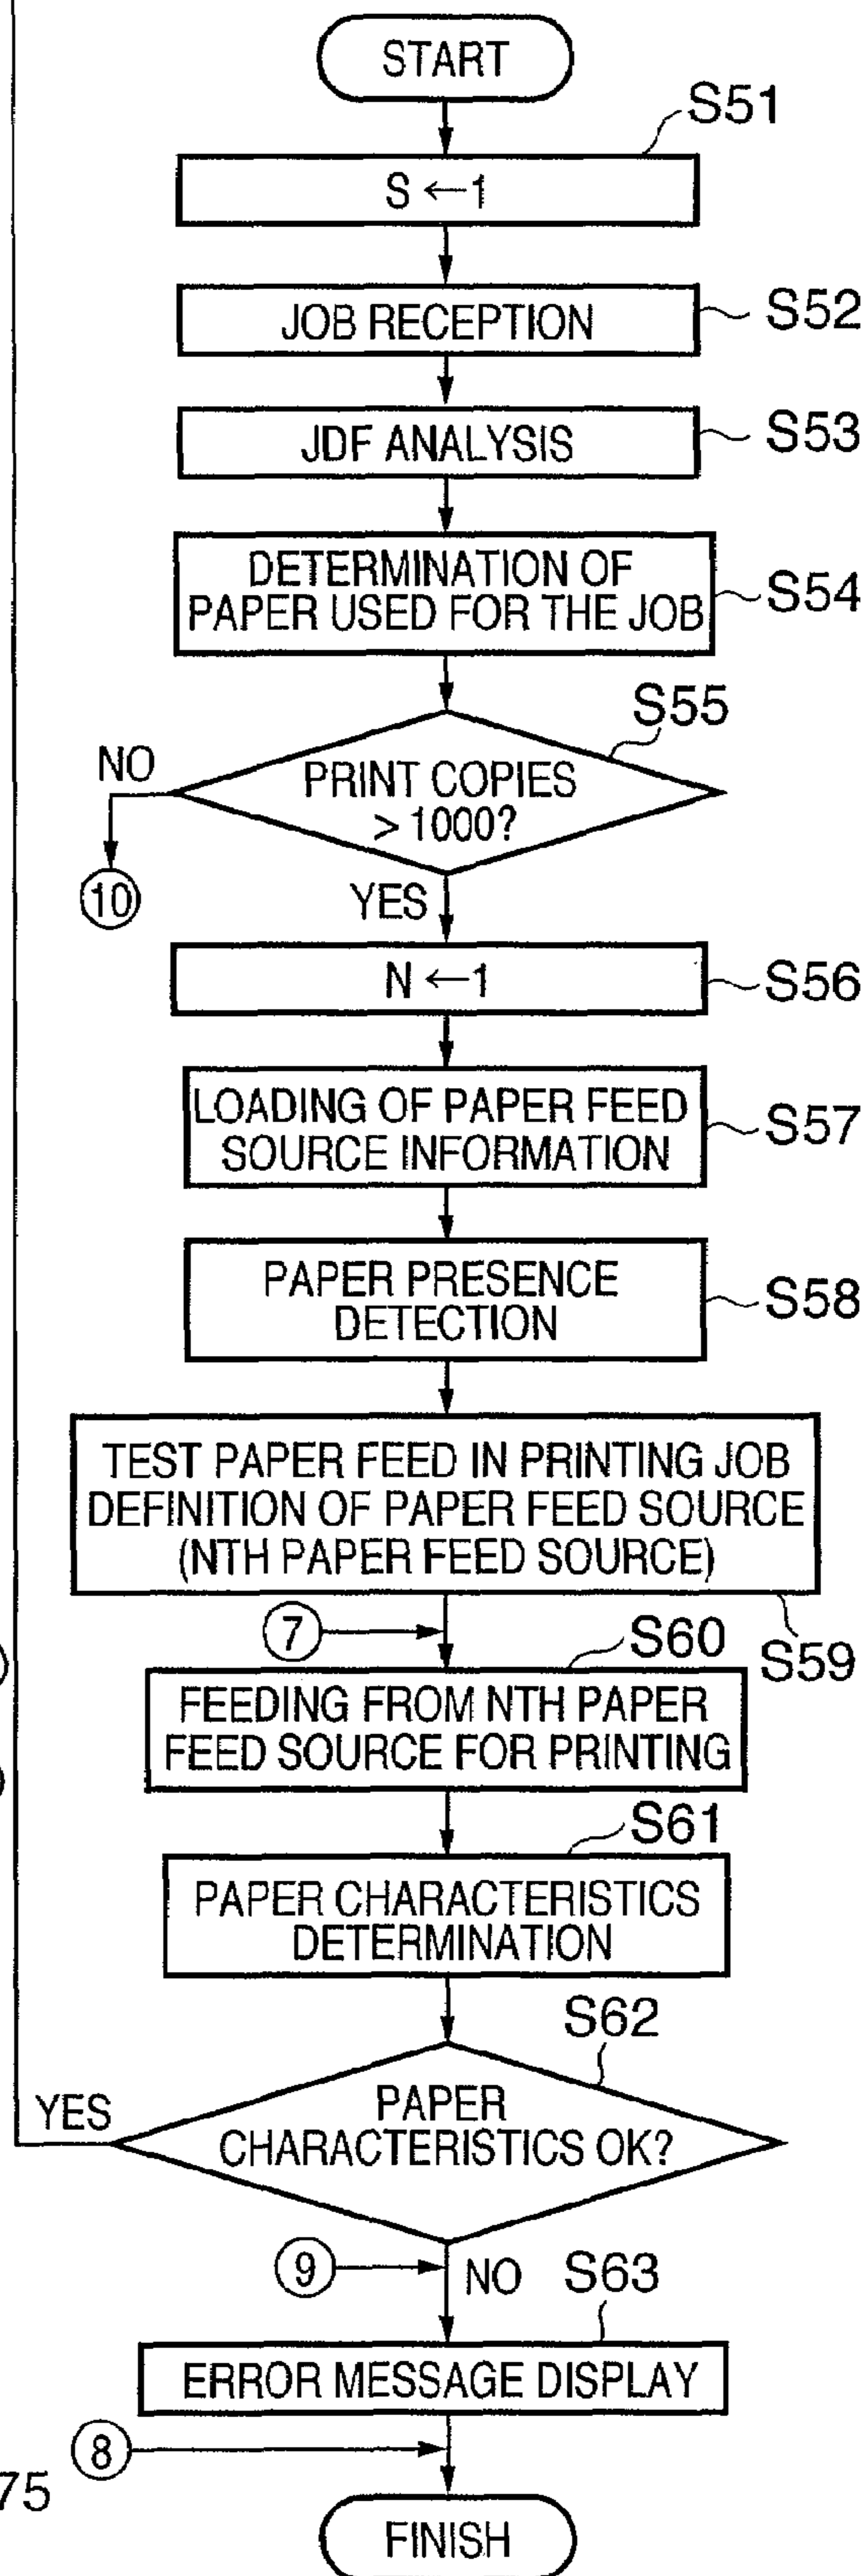 START
S51
S ←1
JOB RECEPTION
S52
JDF ANALYSIS
S53
DETERMINATION OF
PAPER USED FOR THE JOB
S54
S55
NO
PRINT COPIES
> 1000?
10
YES
N ←1
S56
LOADING OF PAPER FEED
SOURCE INFORMATION
S57
PAPER PRESENCE
DETECTION
S58
TEST PAPER FEED IN PRINTING JOB
DEFINITION OF PAPER FEED SOURCE
(NTH PAPER FEED SOURCE)
S59
7
S60
FEEDING FROM NTH PAPER
FEED SOURCE FOR PRINTING
S61
PAPER CHARACTERISTICS
DETERMINATION
S62
YES
PAPER
CHARACTERISTICS OK?
9
NO
S63
ERROR MESSAGE DISPLAY
8
75
FINISH